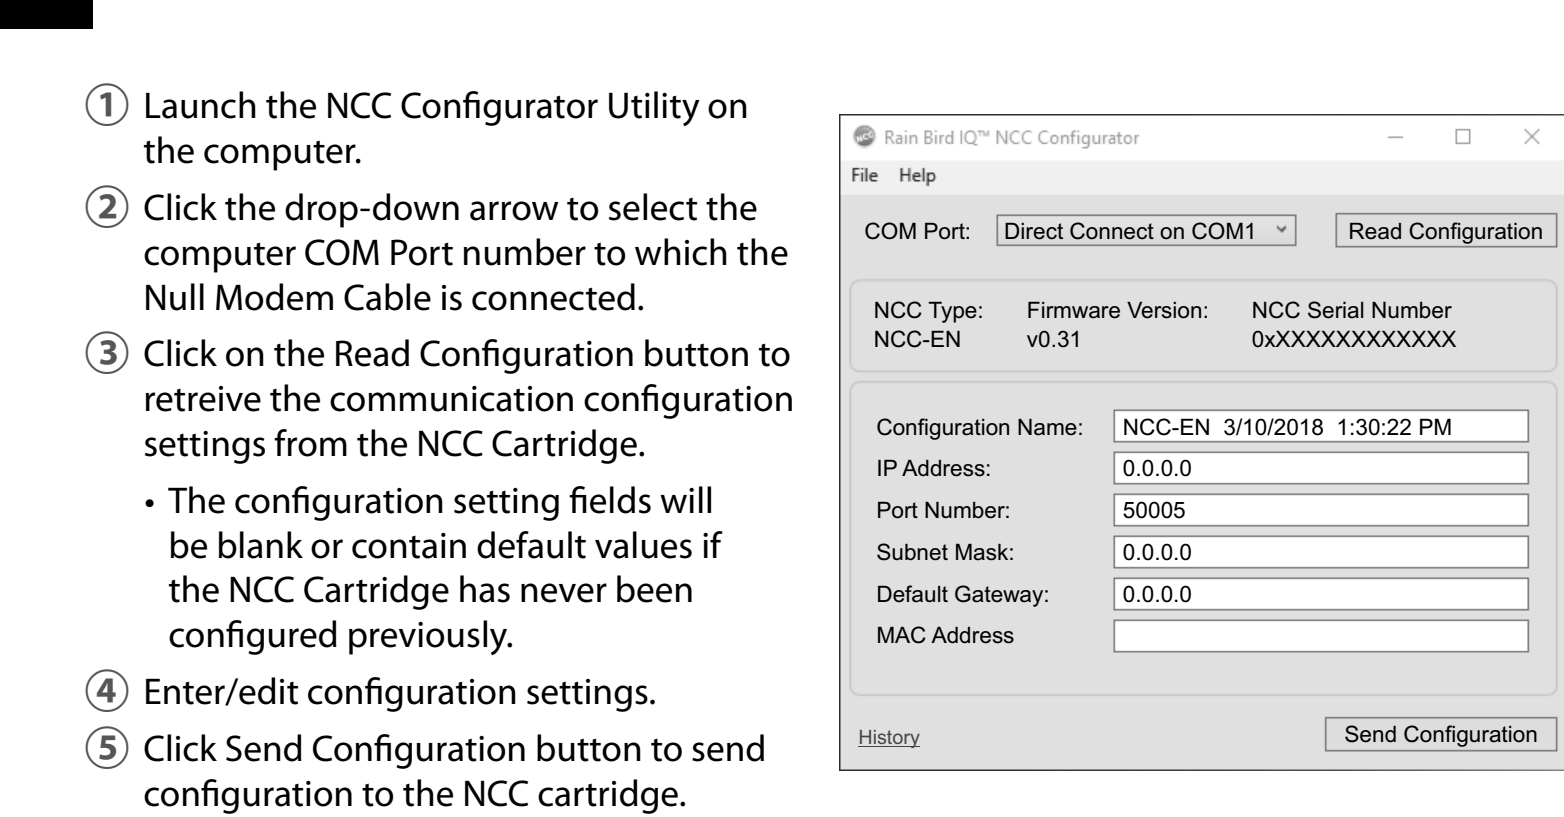 1 Launch the NCC Configurator Utility on
the computer.
2 Click the drop-down arrow to select the
computer COM Port number to which the
Null Modem Cable is connected.
3 Click on the Read Configuration button to
retreive the communication configuration
settings from the NCC Cartridge.
• The configuration setting fields will
be blank or contain default values if
the NCC Cartridge has never been
configured previously.
4 Enter/edit configuration settings.
5 Click Send Configuration button to send
configuration to the NCC cartridge.
NCC Rain Bird IQ™ NCC Configurator
File Help
COM Port: Direct Connect on COM1 Read Configuration
NCC Type: Firmware Version: NCC Serial Number
NCC-EN v0.31 0xXXXXXXXXXXXX
Configuration Name: NCC-EN 3/10/2018 1:30:22 PM
IP Address: 0.0.0.0
Port Number: 50005
Subnet Mask: 0.0.0.0
Default Gateway: 0.0.0.0
MAC Address
History Send Configuration